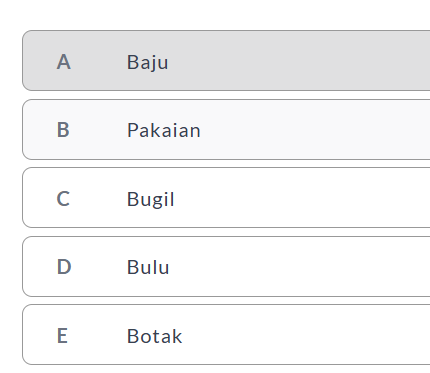 A Baju
B Pakaian
C Bugil
D Bulu
E Botak